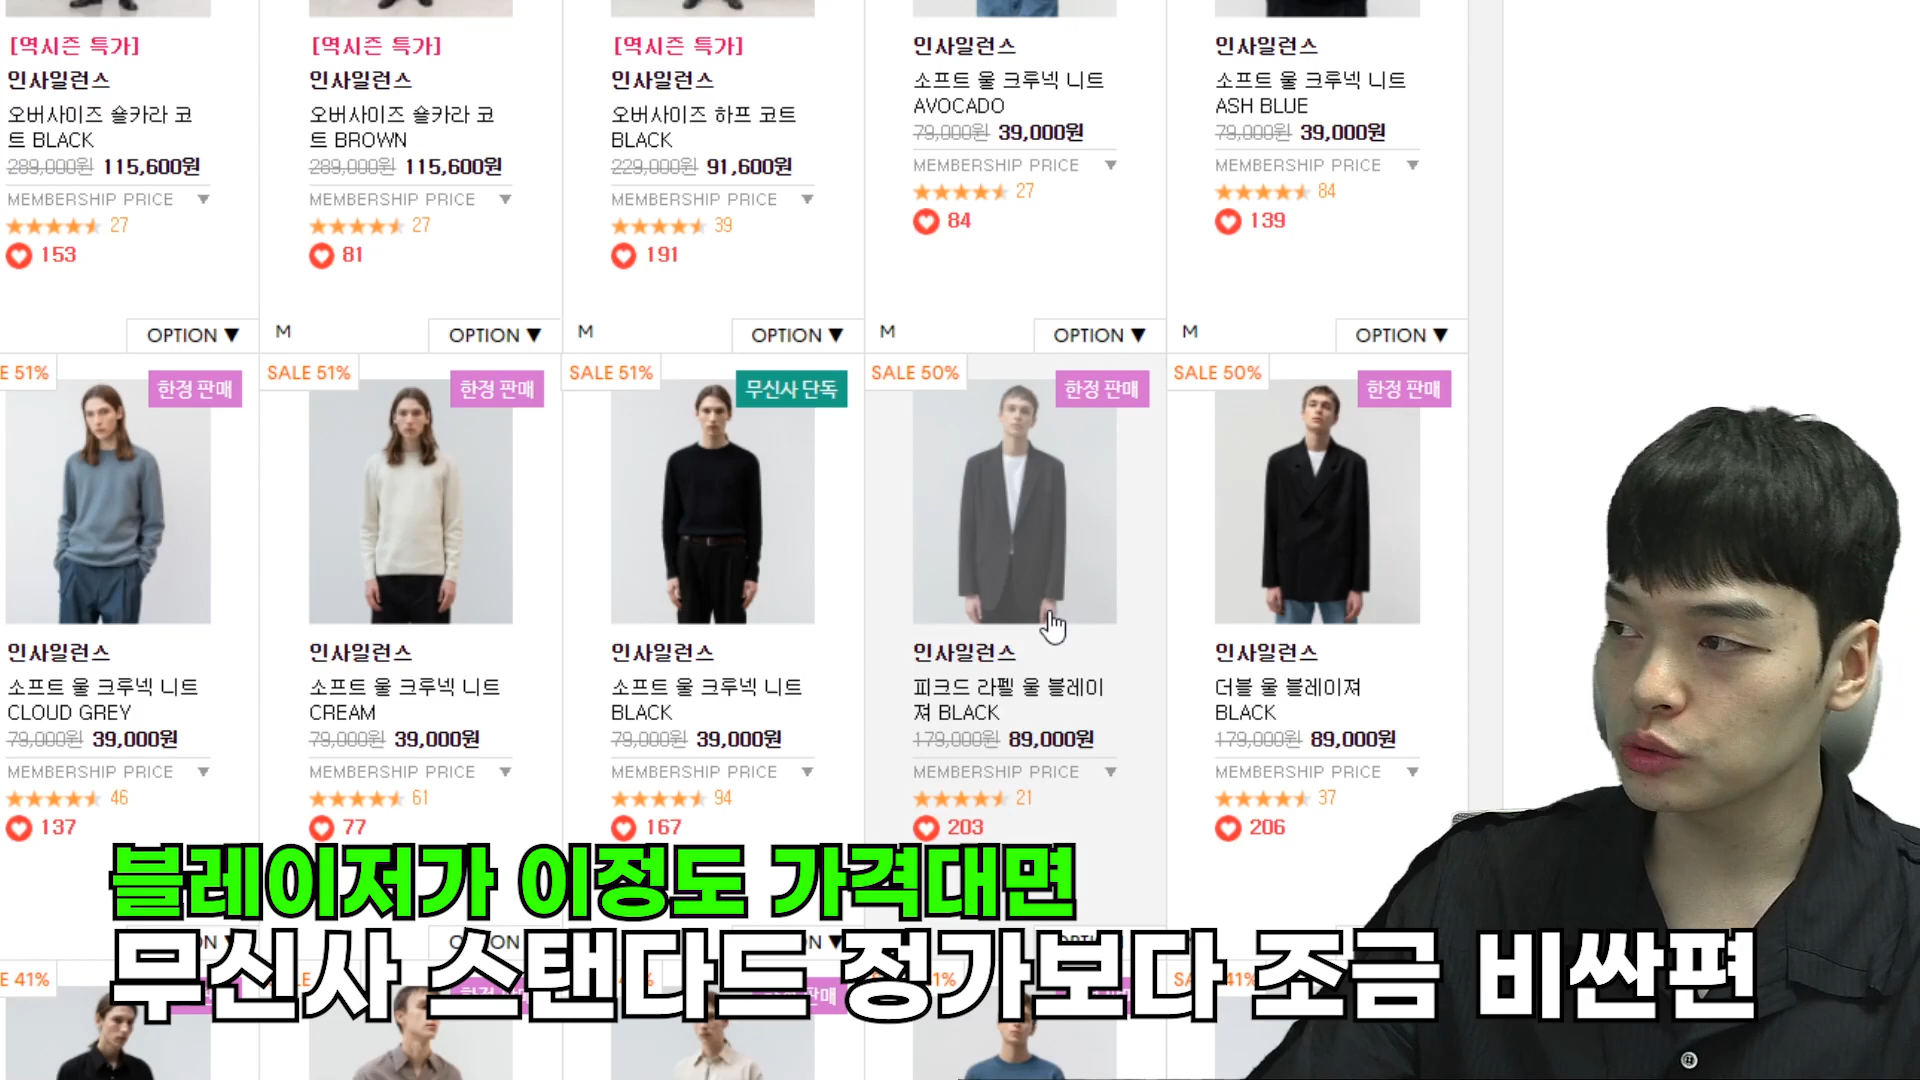 [역시즌 특가]
인사일런스
오버사이즈 숄카라 코
트 BLACK
289,000원 115,600원
MEMBERSHIP PRICE ▼
27
153
[역시즌 특가]
인사일런스
오버사이즈 숄카라 코
트 BROWN
289,000원 115,600원
MEMBERSHIP PRICE ▼
27
81
[역시즌 특가]
인사일런스
오버사이즈 하프 코트
BLACK
229,000원 91,600원
MEMBERSHIP PRICE ▼
39
191
인사일런스
소프트 울 크루넥 니트
AVOCADO
79,000원 39,000원
MEMBERSHIP PRICE ▼
27
84
인사일런스
소프트 울 크루넥 니트
ASH BLUE
79,000원 39,000원
MEMBERSHIP PRICE ▼
84
139
OPTION ▼
M OPTION ▼
M OPTION ▼
M OPTION ▼
M OPTION ▼
E 51%
한정 판매
인사일런스
소프트 울 크루넥 니트
CLOUD GREY
79,000원 39,000원
MEMBERSHIP PRICE ▼
46
137
SALE 51%
한정 판매
인사일런스
소프트 울 크루넥 니트
CREAM
79,000원 39,000원
MEMBERSHIP PRICE ▼
61
77
SALE 51%
무신사 단독
인사일런스
소프트 울 크루넥 니트
BLACK
79,000원 39,000원
MEMBERSHIP PRICE ▼
94
167
SALE 50%
한정 판매
인사일런스
피크드 라펠 울 블레이
져 BLACK
179,000원 89,000원
MEMBERSHIP PRICE ▼
21
203
SALE 50%
한정 판매
인사일런스
더블 울 블레이져
BLACK
179,000원 89,000원
MEMBERSHIP PRICE ▼
37
206
블레이저가 이정도 가격대면
무신사 스탠다드 정가보다 조금 비싼편
E 41%